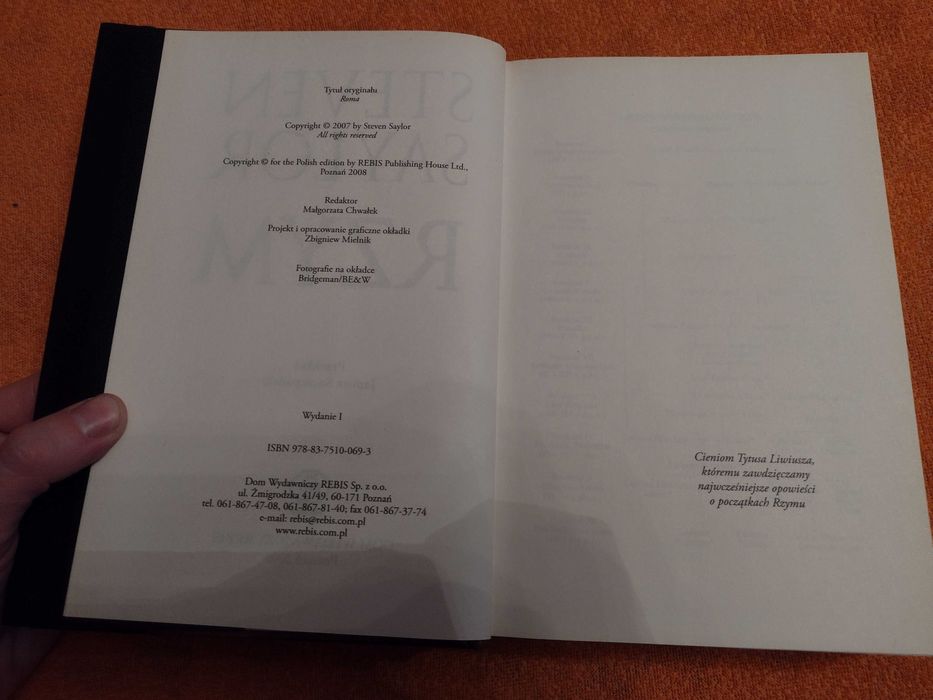 Tytuł oryginału
Roma
Copyright © 2007 by Steven Saylor
All rights reserved
Copyright © for the Polish edition by REBIS Publishing House Ltd.,
Poznań 2008
Redaktor
Małgorzata Chwałek
Projekt i opracowanie graficzne okładki
Zbigniew Mielnik
Fotografie na okładce
Bridgeman/BE&W
Wydanie I
ISBN 978-83-7510-069-3
Dom Wydawniczy REBIS Sp. z o.o.
ul. Żmigrodzka 41/49, 60-171 Poznań
tel. 061-867-47-08, 061-867-81-40; fax 061-867-37-74
e-mail: rebis@rebis.com.pl
www.rebis.com.pl
Cieniom Tytusa Liwiusza,
któremu zawdzięczamy
najwcześniejsze opowieści
o początkach Rzymu
STEVEN
SAYLOR
RZYM